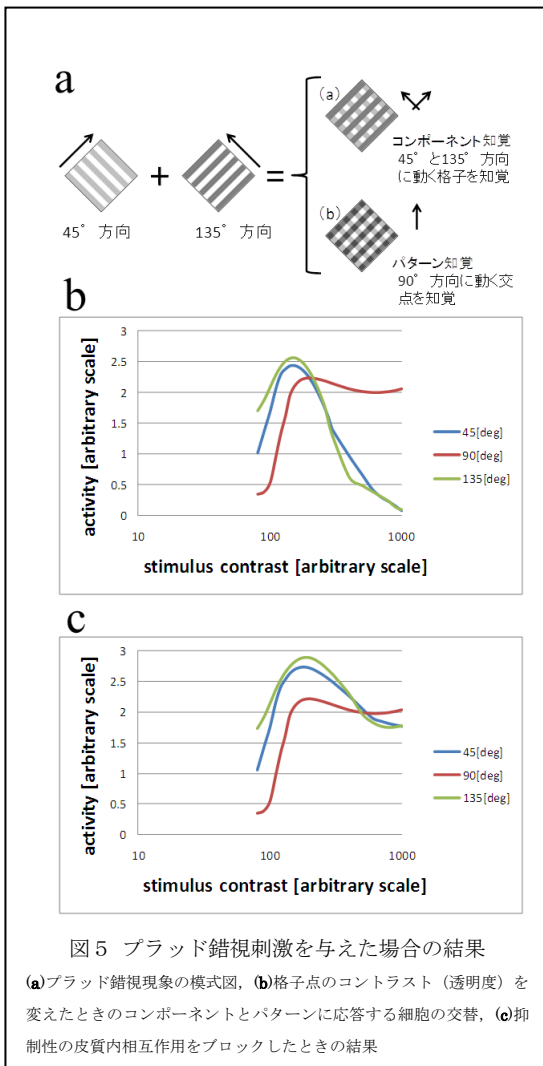 a
(a)
コンポーネント知覚
45°と135°方向
に動く格子を知覚
45°方向
135°方向
(b)
パターン知覚
90°方向に動く交
点を知覚
b
3
2.5
2
1.5
1
0.5
0
10
100
1000
activity [arbitrary scale]
stimulus contrast [arbitrary scale]
45[deg]
90[deg]
135[deg]
c
3
2.5
2
1.5
1
0.5
0
10
100
1000
activity [arbitrary scale]
stimulus contrast [arbitrary scale]
45[deg]
90[deg]
135[deg]
図5 プラッド錯視刺激を与えた場合の結果
(a)プラッド錯視現象の模式図，(b)格子点のコントラスト（透明度）を
変えたときのコンポーネントとパターンに応答する細胞の交替，(c)抑
制性の皮質内相互作用をブロックしたときの結果